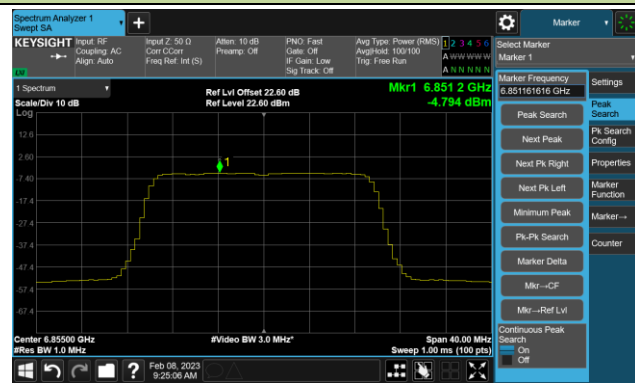 Spectrum Analyzer 1
Swept SA
Marker
KEYSIGHT
Input: RF
Coupling: AC
Align: Auto
Input Z: 50 Ω
Corr CCorr
Freq Ref: Int (S)
Atten: 10 dB
Preamp: Off
PNO: Fast
Gate: Off
IF Gain: Low
Sig Track: Off
Avg Type: Power (RMS)
Avg|Hold: 100/100
Trig: Free Run
1 2 3 4 5 6
A W W W W W
A N N N N N
Select Marker
Marker 1
1 Spectrum
Scale/Div 10 dB
Log
Ref Lvl Offset 22.60 dB
Ref Level 22.60 dBm
Mkr1 6.851 2 GHz
-4.794 dBm
12.6
2.60
-7.40
-17.4
-27.4
-37.4
-47.4
-57.4
-67.4
1
Center 6.85500 GHz
#Res BW 1.0 MHz
#Video BW 3.0 MHz*
Span 40.00 MHz
Sweep 1.00 ms (100 pts)
Marker Frequency
6.851161616 GHz
Peak Search
Next Peak
Next Pk Right
Next Pk Left
Minimum Peak
Pk-Pk Search
Marker Delta
Mkr→CF
Mkr→Ref Lvl
Continuous Peak
Search
On
Off
Settings
Peak
Search
Pk Search
Config
Properties
Marker
Function
Marker→
Counter
?
Feb 08, 2023
9:25:06 AM